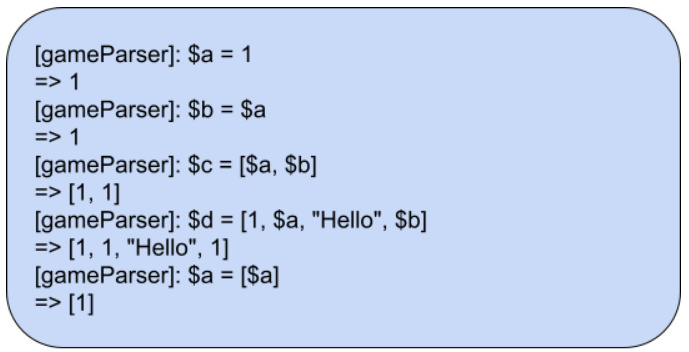 [gameParser]: $a = 1
=> 1
[gameParser]: $b = $a
=> 1
[gameParser]: $c = [$a, $b]
=> [1, 1]
[gameParser]: $d = [1, $a, "Hello", $b]
=> [1, 1, "Hello", 1]
[gameParser]: $a = [$a]
=> [1]